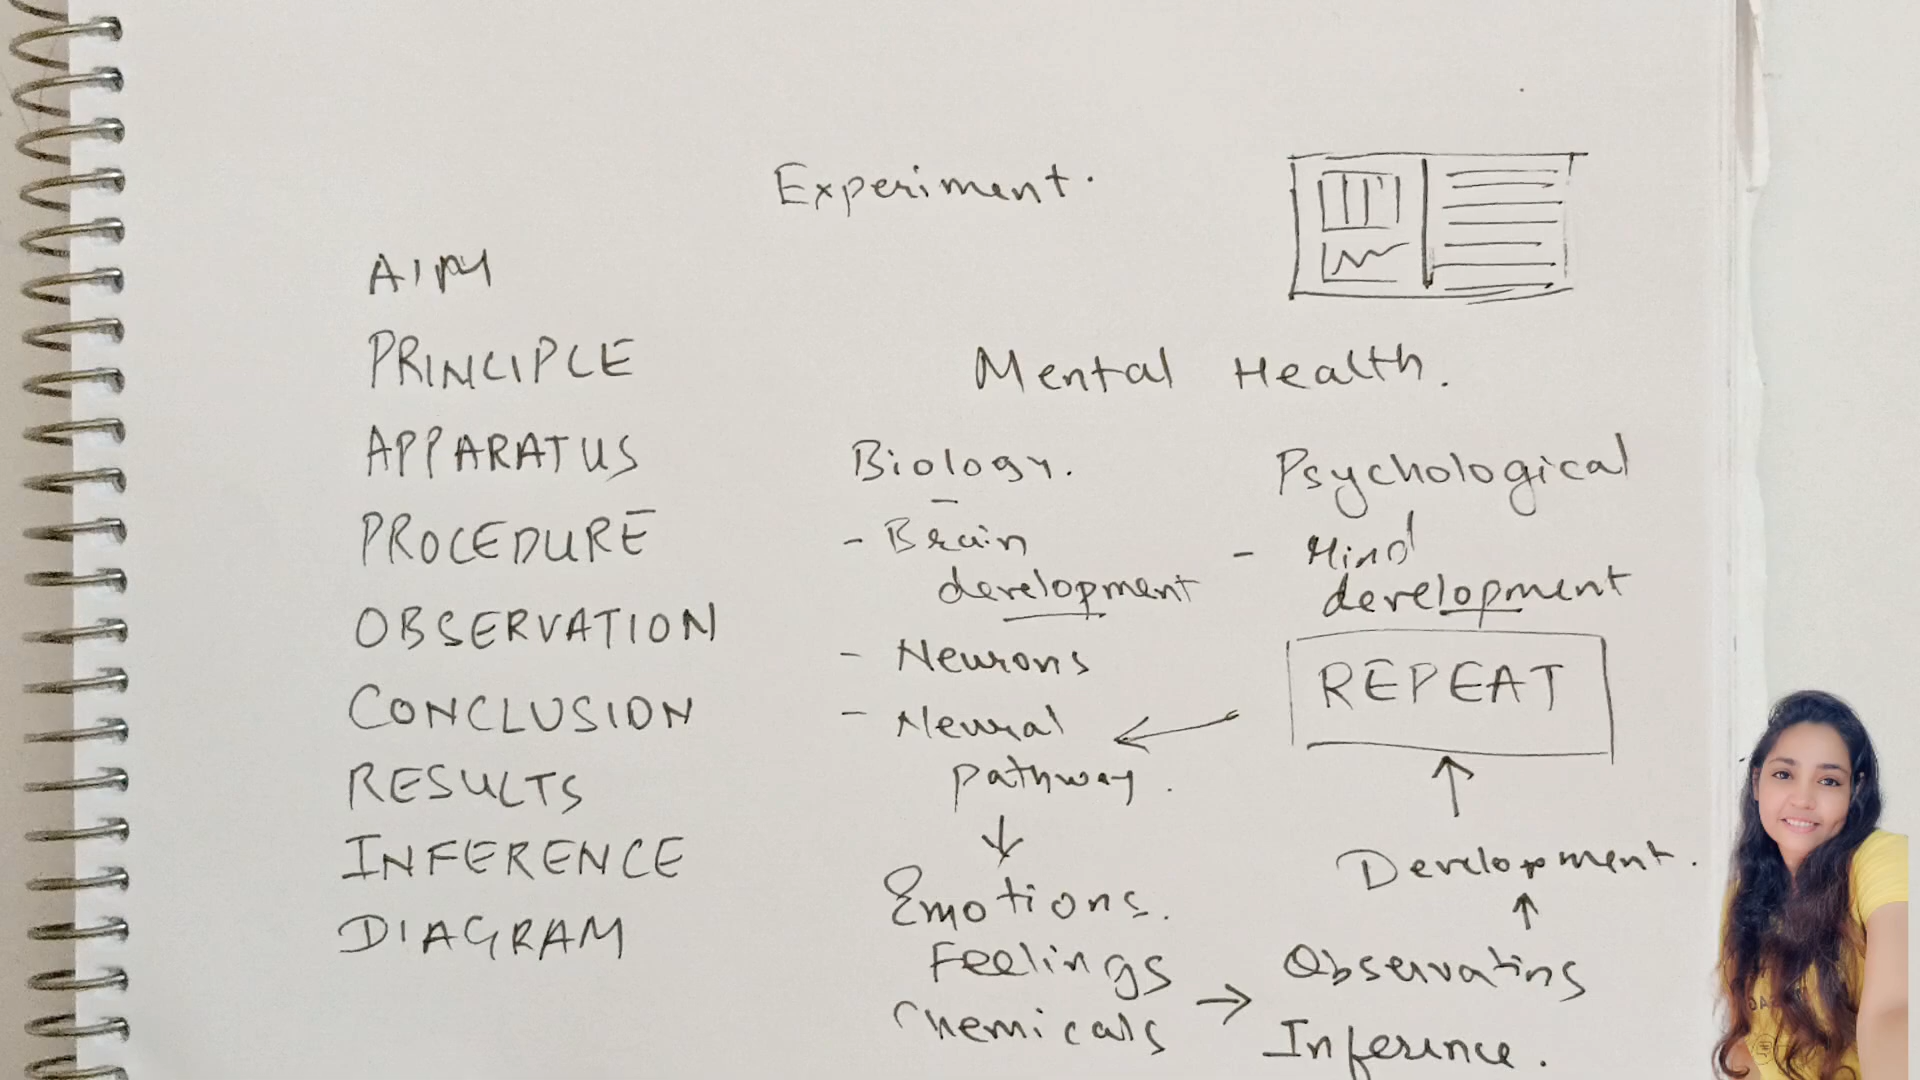 Experiment.
AIM
PRINCIPLE
APPARATUS
PROCEDURE
OBSERVATION
CONCLUSION
RESULTS
INFERENCE
DIAGRAM
Mental Health.
Biology.
- Brain
development
- Neurons
- Neural
pathway.
Emotions.
Feelings
Chemicals
Psychological
- Mind
development
REPEAT
Development.
Observations
Inference.